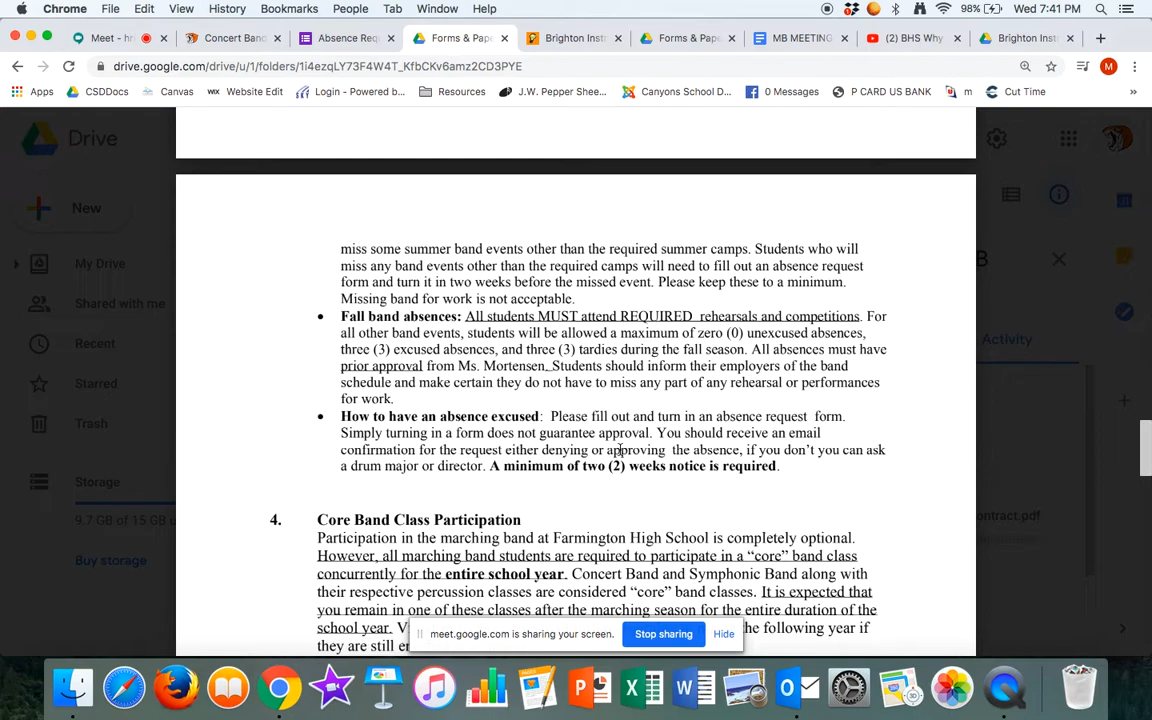 Chrome File Edit View History Bookmarks People Tab Window Help 98% Wed 7:41 PM
Meet – hr Concert Band Absence Req Forms & Pape Brighton Instr Forms & Pape MB MEETING (2) BHS Why Brighton Instr
drive.google.com/drive/u/1/folders/1i4ezqLY73F4W4T_KfbCKv6amz2CD3PYE
Apps CSDDocs Canvas WiX Website Edit Login - Powered b... Resources J.W. Pepper Shee... Canyons School D... 0 Messages P CARD US BANK m Cut Time »
Drive
New
My Drive
Shared with me
Recent
Starred
Trash
Storage
9.7 GB of 15 GB
Buy storage
B
Activity
ontract.pdf
miss some summer band events other than the required summer camps. Students who will
miss any band events other than the required camps will need to fill out an absence request
form and turn it in two weeks before the missed event. Please keep these to a minimum.
Missing band for work is not acceptable.
• Fall band absences: All students MUST attend REQUIRED rehearsals and competitions. For
all other band events, students will be allowed a maximum of zero (0) unexcused absences,
three (3) excused absences, and three (3) tardies during the fall season. All absences must have
prior approval from Ms. Mortensen. Students should inform their employers of the band
schedule and make certain they do not have to miss any part of any rehearsal or performances
for work.
• How to have an absence excused: Please fill out and turn in an absence request form.
Simply turning in a form does not guarantee approval. You should receive an email
confirmation for the request either denying or approving the absence, if you don't you can ask
a drum major or director. A minimum of two (2) weeks notice is required.
4. Core Band Class Participation
Participation in the marching band at Farmington High School is completely optional.
However, all marching band students are required to participate in a “core” band class
concurrently for the entire school year. Concert Band and Symphonic Band along with
their respective percussion classes are considered “core” band classes. It is expected that
you remain in one of these classes after the marching season for the entire duration of the
school year. V he following year if
they are still en
meet.google.com is sharing your screen. Stop sharing Hide